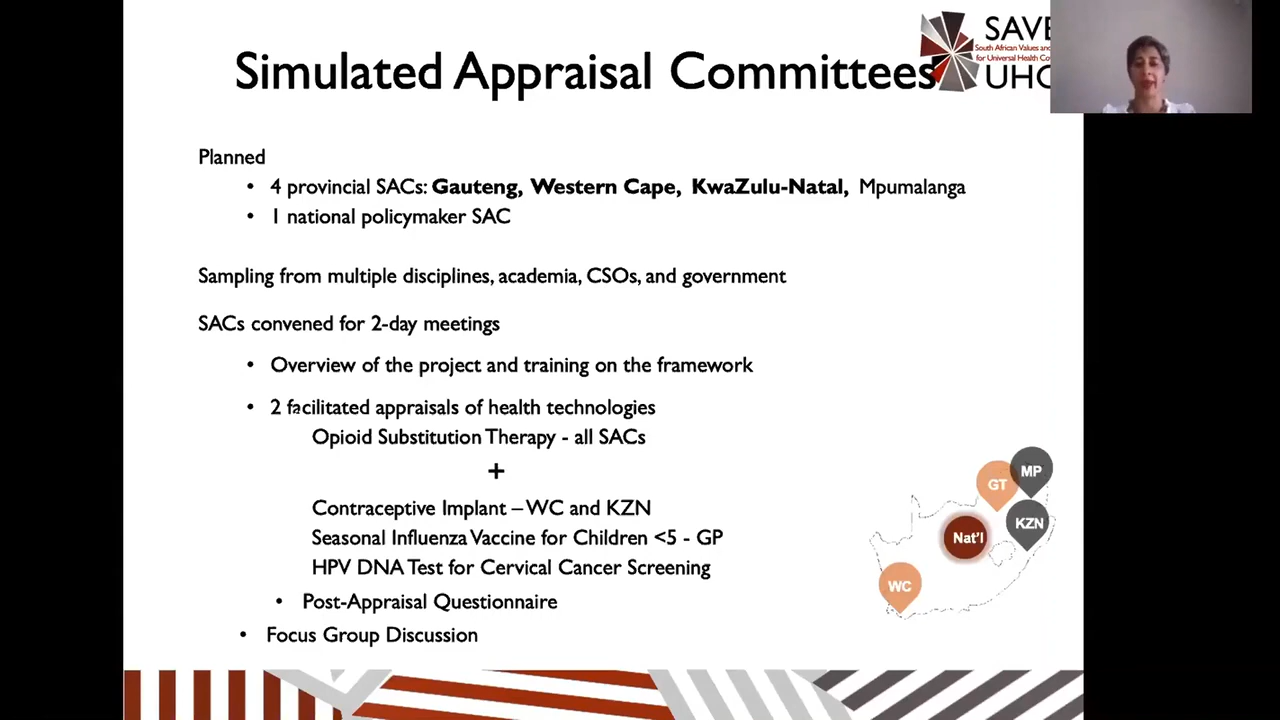 Simulated Appraisal Committees
SAVE
South African Values and
for Universal Health Co
UHC
Planned
• 4 provincial SACs: Gauteng, Western Cape, KwaZulu-Natal, Mpumalanga
• 1 national policymaker SAC
Sampling from multiple disciplines, academia, CSOs, and government
SACs convened for 2-day meetings
• Overview of the project and training on the framework
• 2 facilitated appraisals of health technologies
Opioid Substitution Therapy - all SACs
+
Contraceptive Implant – WC and KZN
Seasonal Influenza Vaccine for Children <5 - GP
HPV DNA Test for Cervical Cancer Screening
• Post-Appraisal Questionnaire
• Focus Group Discussion
MP
GT
KZN
Nat'l
WC